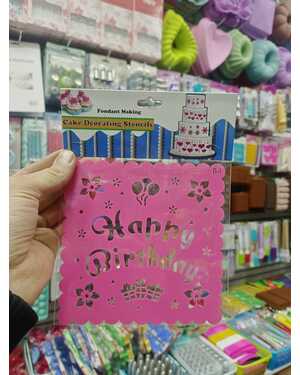 Fondant Making
Cake Decorating Stencils
Happy
Birthday